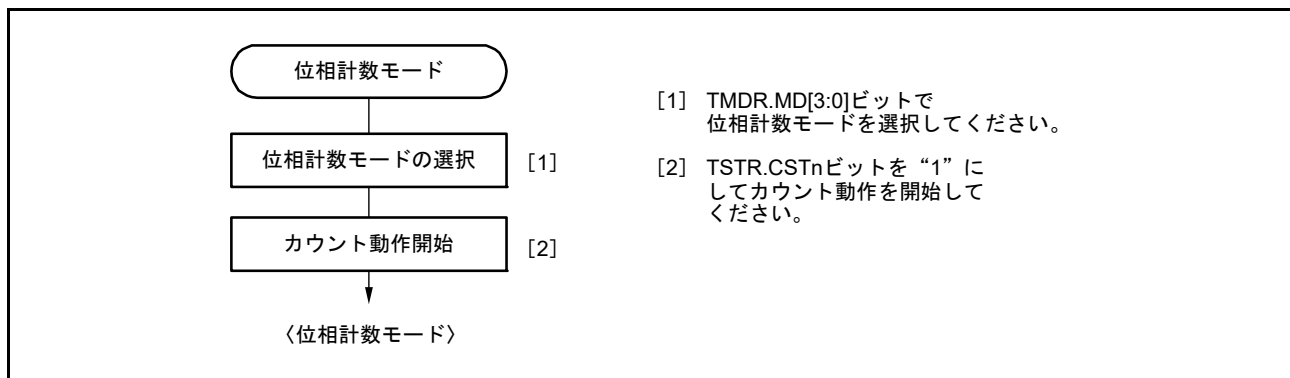 位相計数モード
位相計数モードの選択 [1]
カウント動作開始 [2]
〈位相計数モード〉
[1] TMDR.MD[3:0]ビットで
位相計数モードを選択してください。
[2] TSTR.CSTnビットを“1”に
してカウント動作を開始して
ください。